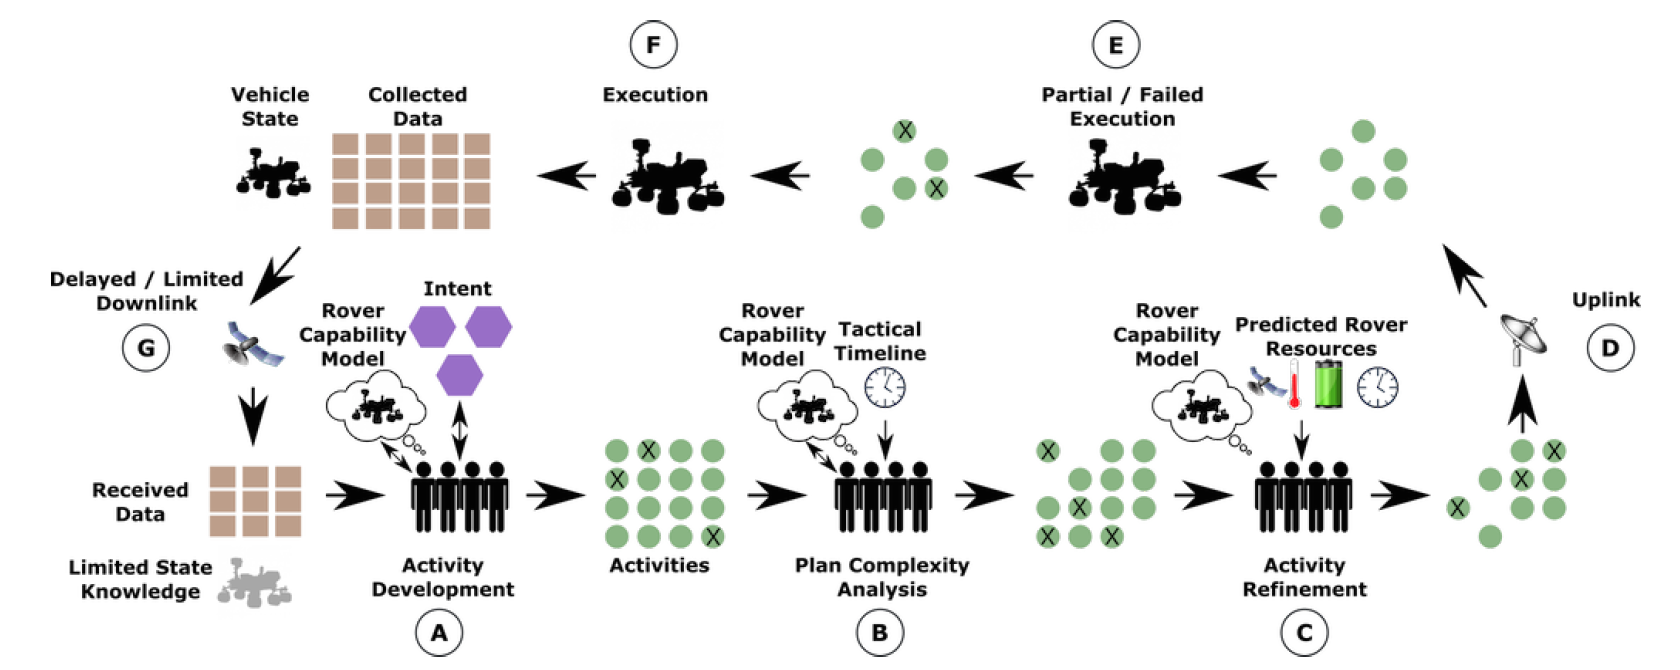 F
E
Vehicle
State
Collected
Data
Execution
Partial / Failed
Execution
X
X
Delayed / Limited
Downlink
G
Intent
Rover
Capability
Model
Rover
Capability
Model
Tactical
Timeline
Rover
Capability
Model
Predicted Rover
Resources
Uplink
D
Received
Data
Limited State
Knowledge
Activity
Development
A
X
X
X
Activities
Plan Complexity
Analysis
B
X
X
X X
Activity
Refinement
C
X
X
X